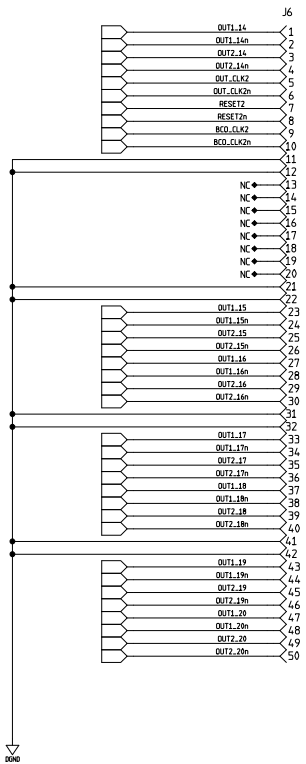 J6
OUT1_14 1
OUT1_14n 2
OUT2_14 3
OUT2_14n 4
OUT_CLK2 5
OUT_CLK2n 6
RESET2 7
RESET2n 8
BCO_CLK2 9
BCO_CLK2n 10
11
12
NC 13
NC 14
NC 15
NC 16
NC 17
NC 18
NC 19
NC 20
21
22
OUT1_15 23
OUT1_15n 24
OUT2_15 25
OUT2_15n 26
OUT1_16 27
OUT1_16n 28
OUT2_16 29
OUT2_16n 30
31
32
OUT1_17 33
OUT1_17n 34
OUT2_17 35
OUT2_17n 36
OUT1_18 37
OUT1_18n 38
OUT2_18 39
OUT2_18n 40
41
42
OUT1_19 43
OUT1_19n 44
OUT2_19 45
OUT2_19n 46
OUT1_20 47
OUT1_20n 48
OUT2_20 49
OUT2_20n 50
DGND